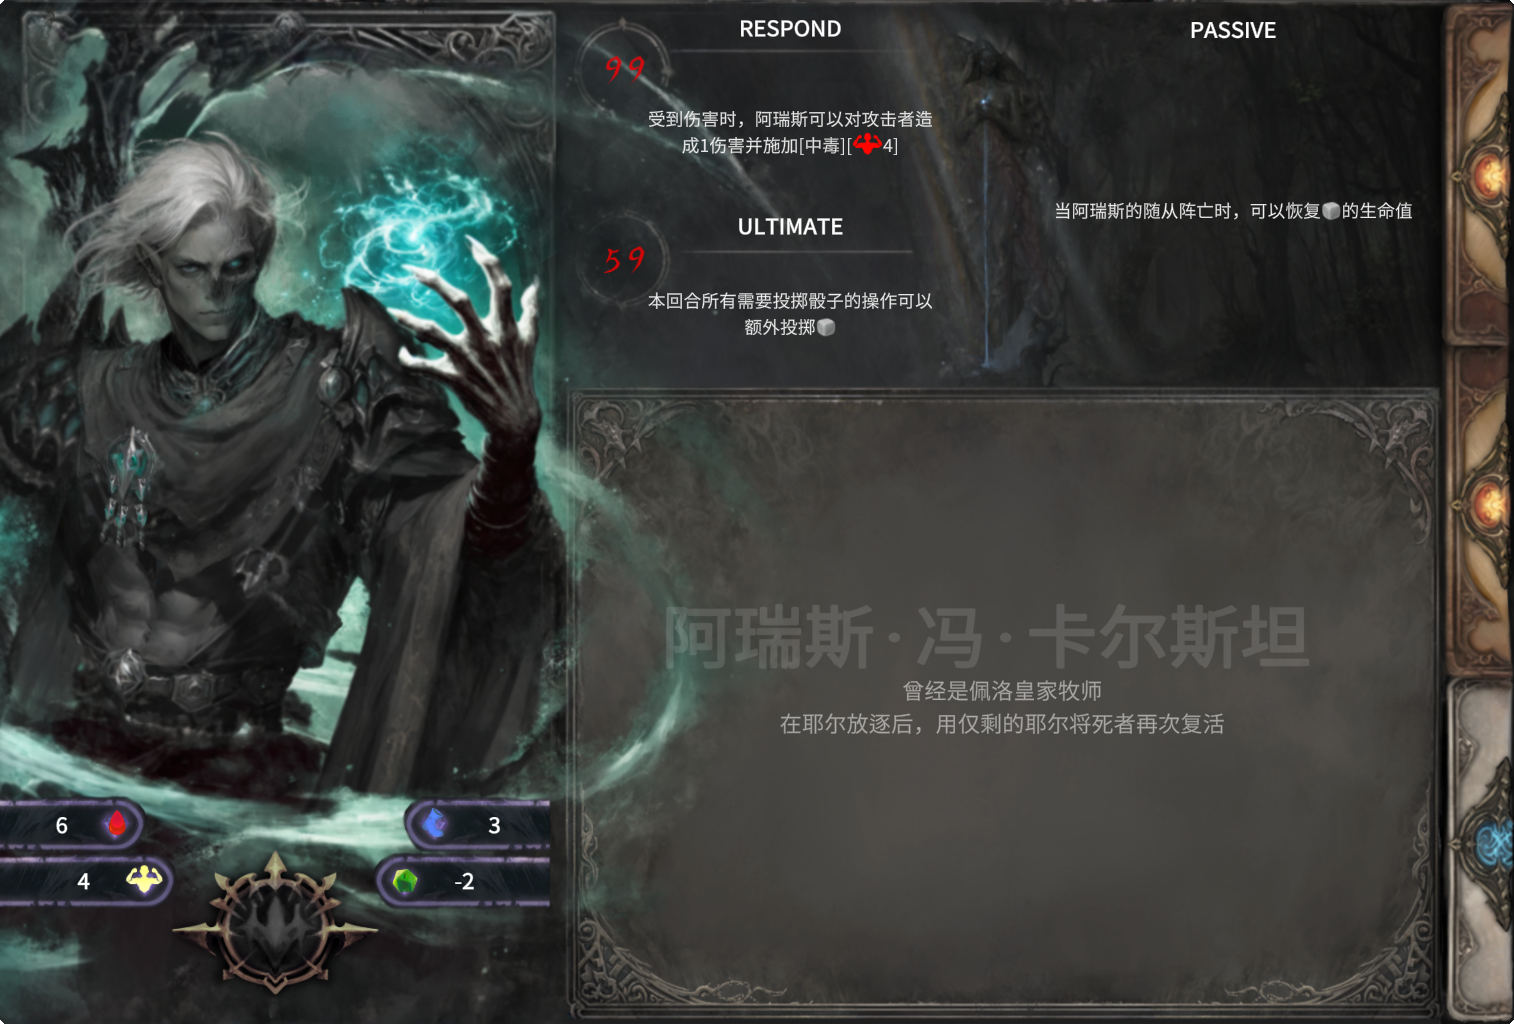 RESPOND
99
受到伤害时，阿瑞斯可以对攻击者造
成1伤害并施加[中毒][4]
ULTIMATE
59
本回合所有需要投掷骰子的操作可以
额外投掷
PASSIVE
当阿瑞斯的随从阵亡时，可以恢复的生命值
阿瑞斯·冯·卡尔斯坦
曾经是佩洛皇家牧师
在耶尔放逐后，用仅剩的耶尔将死者再次复活
6
3
4
-2